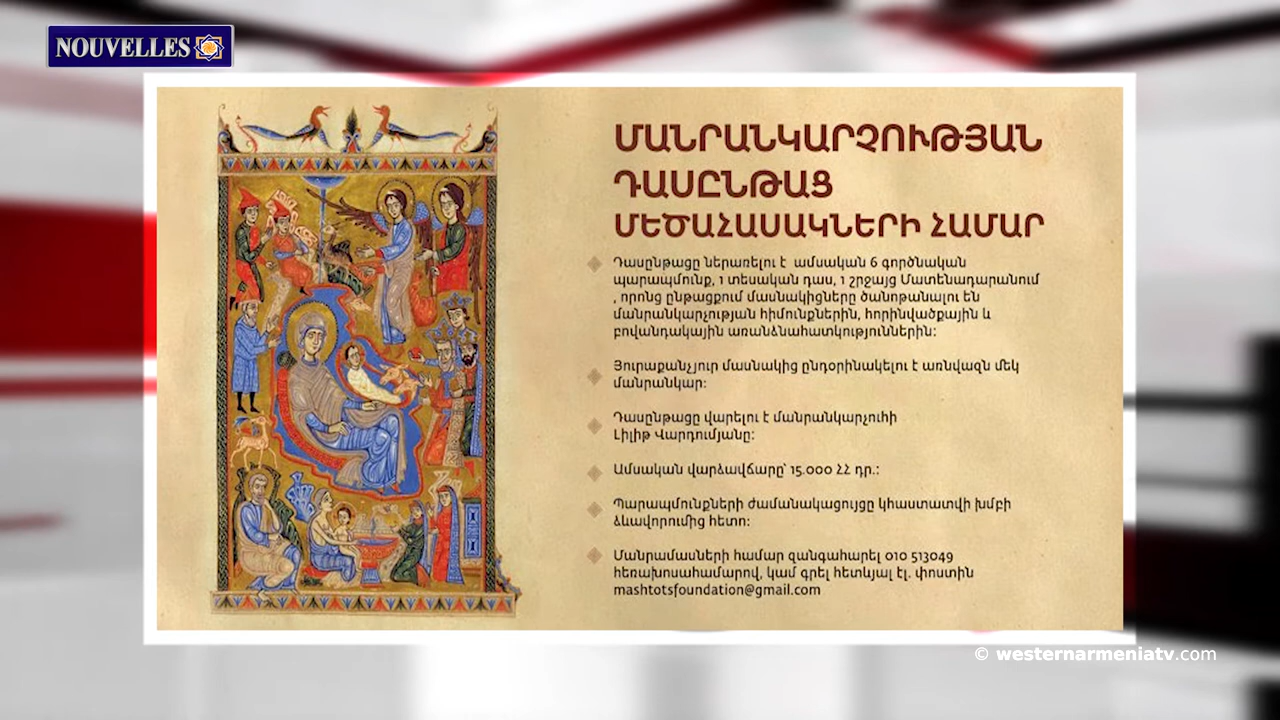 NOUVELLES
ՄԱՆՐԱՆԿԱՐՉՈՒԹՅԱՆ
ԴԱՍԸՆԹԱՑ
ՄԵԾԱՀԱՍԱԿՆԵՐԻ ՀԱՄԱՐ
Դասընթացը ներառելու է ամսական 6 գործնական
պարապմունք, 1 տեսական դաս, 1 շրջայց Մատենադարանում
, որոնց ընթացքում մասնակիցները ծանոթանալու են
մանրանկարչության հիմունքներին, հորինվածքային և
բովանդակային առանձնահատկություններին:
Յուրաքանչյուր մասնակից ընդօրինակելու է առնվազն մեկ
մանրանկար:
Դասընթացը վարելու է մանրանկարչուհի
Լիլիթ Վարդումյանը:
Ամսական վարձավճարը՝ 15.000 ՀՀ դր.:
Պարապմունքների ժամանակացույցը կհաստատվի խմբի
ձևավորումից հետո:
Մանրամասների համար զանգահարել 010 513049
հեռախոսահամարով, կամ գրել հետևյալ էլ. փոստին
mashtotsfoundation@gmail.com
© westernarmeniatv.com